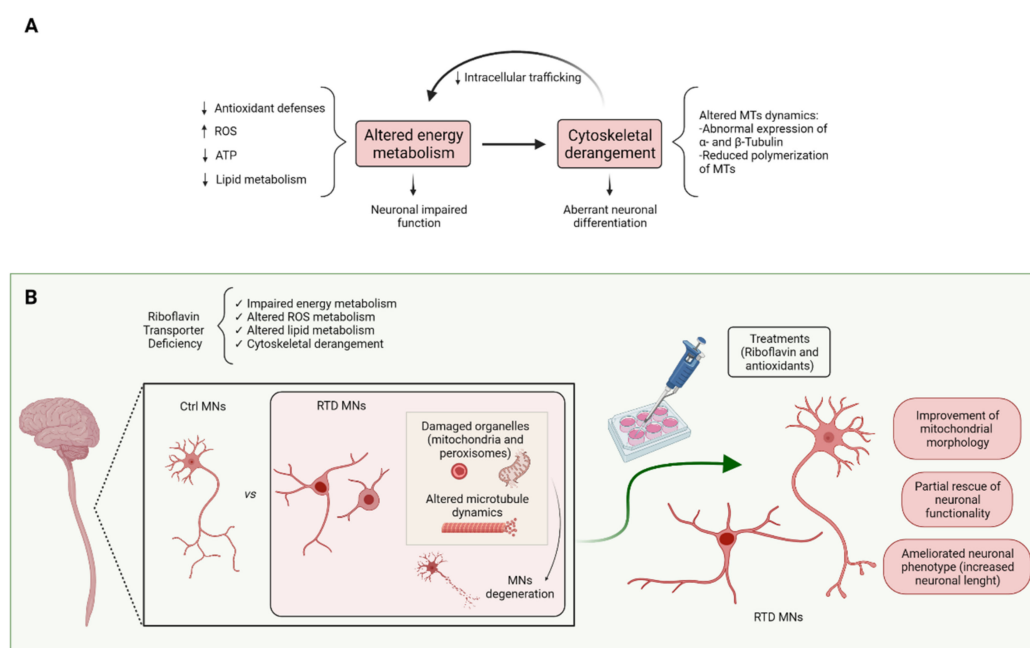 A
↓ Intracellular trafficking
↓ Antioxidant defenses
↑ ROS
↓ ATP
↓ Lipid metabolism
Altered energy
metabolism
Cytoskeletal
derangement
Altered MTs dynamics:
-Abnormal expression of
α- and β-Tubulin
-Reduced polymerization
of MTs
Neuronal impaired
function
Aberrant neuronal
differentiation
B
Riboflavin
Transporter
Deficiency
✓ Impaired energy metabolism
✓ Altered ROS metabolism
✓ Altered lipid metabolism
✓ Cytoskeletal derangement
Ctrl MNs
vs
RTD MNs
Damaged organelles
(mitochondria and
peroxisomes)
Altered microtubule
dynamics
MNs
degeneration
Treatments
(Riboflavin and
antioxidants)
RTD MNs
Improvement of
mitochondrial
morphology
Partial rescue of
neuronal
functionality
Ameliorated neuronal
phenotype (increased
neuronal lenght)